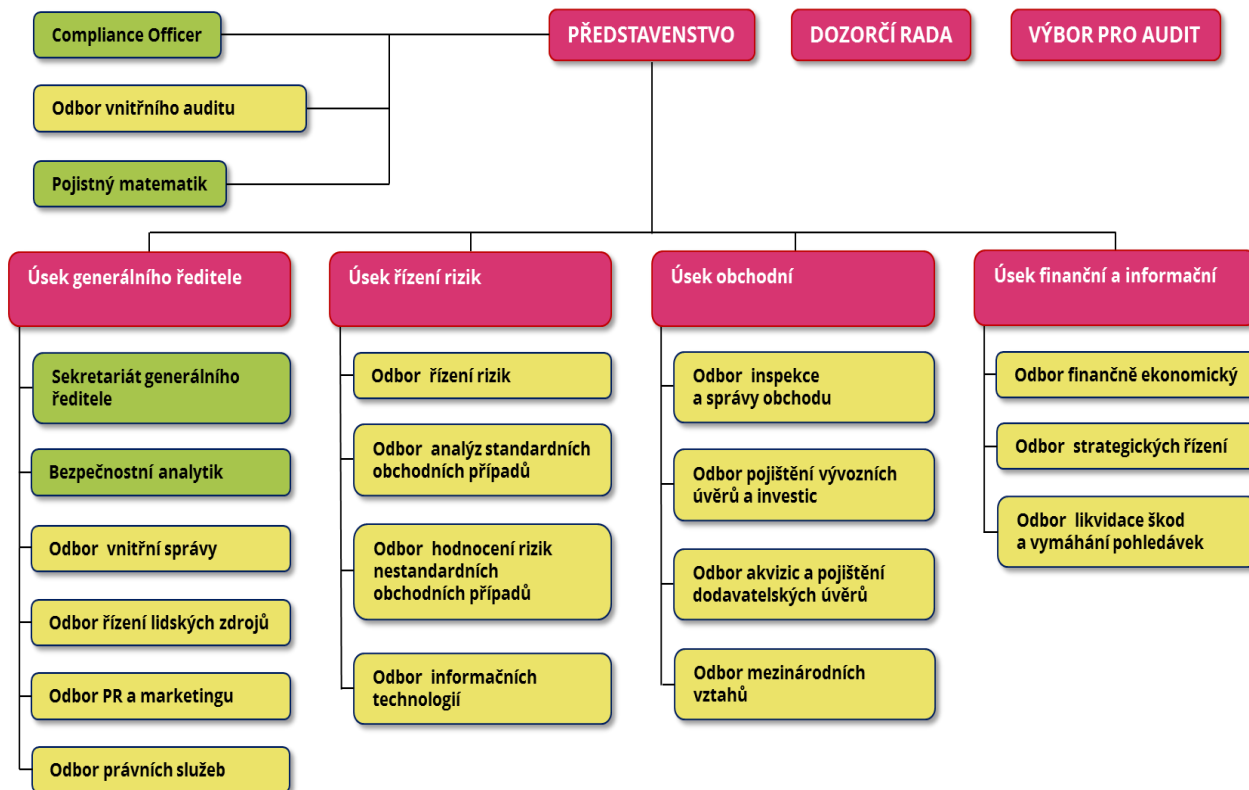 Compliance Officer
PŘEDSTAVENSTVO
DOZORČÍ RADA
VÝBOR PRO AUDIT
Odbor vnitřního auditu
Pojistný matematik
Úsek generálního ředitele
Sekretariát generálního
ředitele
Bezpečnostní analytik
Odbor vnitřní správy
Odbor řízení lidských zdrojů
Odbor PR a marketingu
Odbor právních služeb
Úsek řízení rizik
Odbor řízení rizik
Odbor analýz standardních
obchodních případů
Odbor hodnocení rizik
nestandardních
obchodních případů
Odbor informačních
technologií
Úsek obchodní
Odbor inspekce
a správy obchodu
Odbor pojištění vývozních
úvěrů a investic
Odbor akvizic a pojištění
dodavatelských úvěrů
Odbor mezinárodních
vztahů
Úsek finanční a informační
Odbor finančně ekonomický
Odbor strategických řízení
Odbor likvidace škod
a vymáhání pohledávek